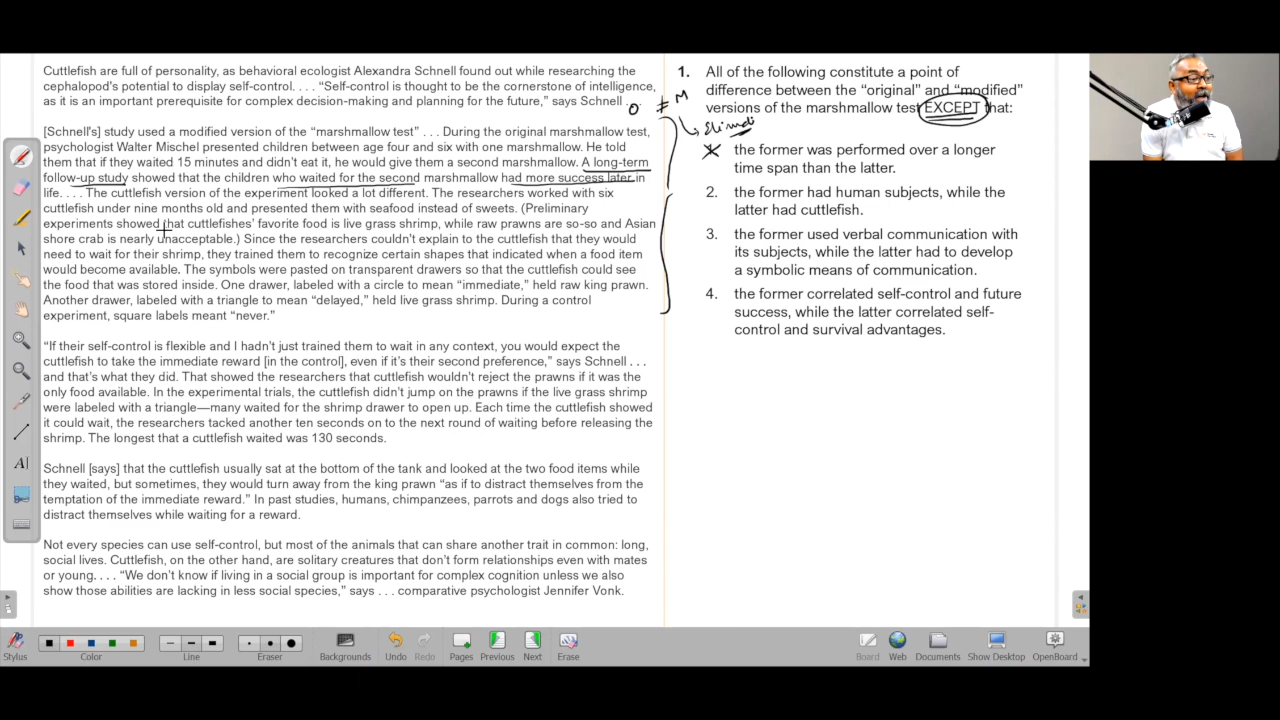 Cuttlefish are full of personality, as behavioral ecologist Alexandra Schnell found out while researching the
cephalopod's potential to display self-control. . . . “Self-control is thought to be the cornerstone of intelligence,
as it is an important prerequisite for complex decision-making and planning for the future,” says Schnell . . .
O ≠ M
[Schnell's] study used a modified version of the “marshmallow test” . . . During the original marshmallow test,
psychologist Walter Mischel presented children between age four and six with one marshmallow. He told
them that if they waited 15 minutes and didn't eat it, he would give them a second marshmallow. A long-term
follow-up study showed that the children who waited for the second marshmallow had more success later in
life. . . . The cuttlefish version of the experiment looked a lot different. The researchers worked with six
cuttlefish under nine months old and presented them with seafood instead of sweets. (Preliminary
experiments showed that cuttlefishes' favorite food is live grass shrimp, while raw prawns are so-so and Asian
shore crab is nearly unacceptable.) Since the researchers couldn't explain to the cuttlefish that they would
need to wait for their shrimp, they trained them to recognize certain shapes that indicated when a food item
would become available. The symbols were pasted on transparent drawers so that the cuttlefish could see
the food that was stored inside. One drawer, labeled with a circle to mean “immediate,” held raw king prawn.
Another drawer, labeled with a triangle to mean “delayed,” held live grass shrimp. During a control
experiment, square labels meant “never.”
“If their self-control is flexible and I hadn't just trained them to wait in any context, you would expect the
cuttlefish to take the immediate reward [in the control], even if it's their second preference,” says Schnell . . .
and that's what they did. That showed the researchers that cuttlefish wouldn't reject the prawns if it was the
only food available. In the experimental trials, the cuttlefish didn't jump on the prawns if the live grass shrimp
were labeled with a triangle—many waited for the shrimp drawer to open up. Each time the cuttlefish showed
it could wait, the researchers tacked another ten seconds on to the next round of waiting before releasing the
shrimp. The longest that a cuttlefish waited was 130 seconds.
Schnell [says] that the cuttlefish usually sat at the bottom of the tank and looked at the two food items while
they waited, but sometimes, they would turn away from the king prawn “as if to distract themselves from the
temptation of the immediate reward.” In past studies, humans, chimpanzees, parrots and dogs also tried to
distract themselves while waiting for a reward.
Not every species can use self-control, but most of the animals that can share another trait in common: long,
social lives. Cuttlefish, on the other hand, are solitary creatures that don't form relationships even with mates
or young. . . . “We don't know if living in a social group is important for complex cognition unless we also
show those abilities are lacking in less social species,” says . . . comparative psychologist Jennifer Vonk.
1. All of the following constitute a point of
difference between the “original” and “modified”
versions of the marshmallow test EXCEPT that:
the former was performed over a longer
time span than the latter.
2. the former had human subjects, while the
latter had cuttlefish.
3. the former used verbal communication with
its subjects, while the latter had to develop
a symbolic means of communication.
4. the former correlated self-control and future
success, while the latter correlated self-
control and survival advantages.
Stylus Color Line Eraser Backgrounds Undo Redo Pages Previous Next Erase Board Web Documents Show Desktop OpenBoard